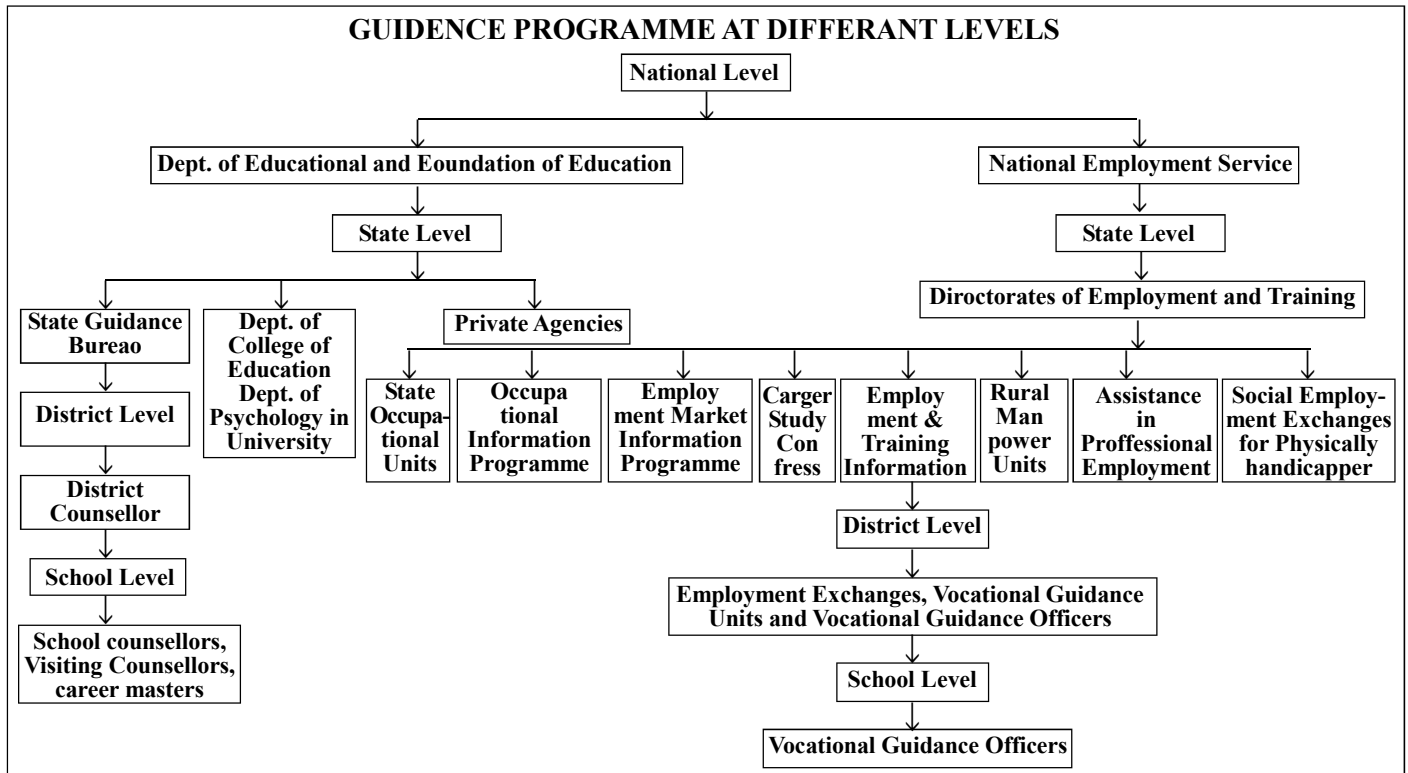 GUIDENCE PROGRAMME AT DIFFERANT LEVELS
National Level
Dept. of Educational and Eoundation of Education
National Employment Service
State Level
State Level
Diroctorates of Employment and Training
State Guidance
Bureao
Dept. of
College of
Education
Dept. of
Psychology in
University
Private Agencies
District Level
District
Counsellor
School Level
School counsellors,
Visiting Counsellors,
career masters
State
Occupa-
tional
Units
Occupa
tional
Information
Programme
Employ
ment Market
Information
Programme
Carger
Study
Con
fress
Employ
ment &
Training
Information
Rural
Man
power
Units
Assistance
in
Proffessional
Employment
Social Employ-
ment Exchanges
for Physically
handicapper
District Level
Employment Exchanges, Vocational Guidance
Units and Vocational Guidance Officers
School Level
Vocational Guidance Officers